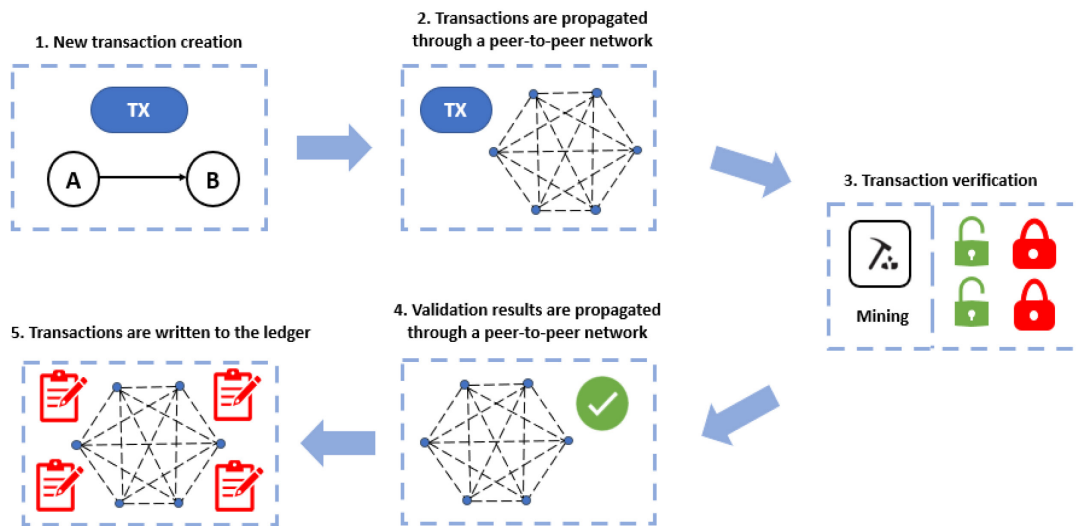 1. New transaction creation
TX
A
B
2. Transactions are propagated
through a peer-to-peer network
TX
3. Transaction verification
Mining
4. Validation results are propagated
through a peer-to-peer network
5. Transactions are written to the ledger